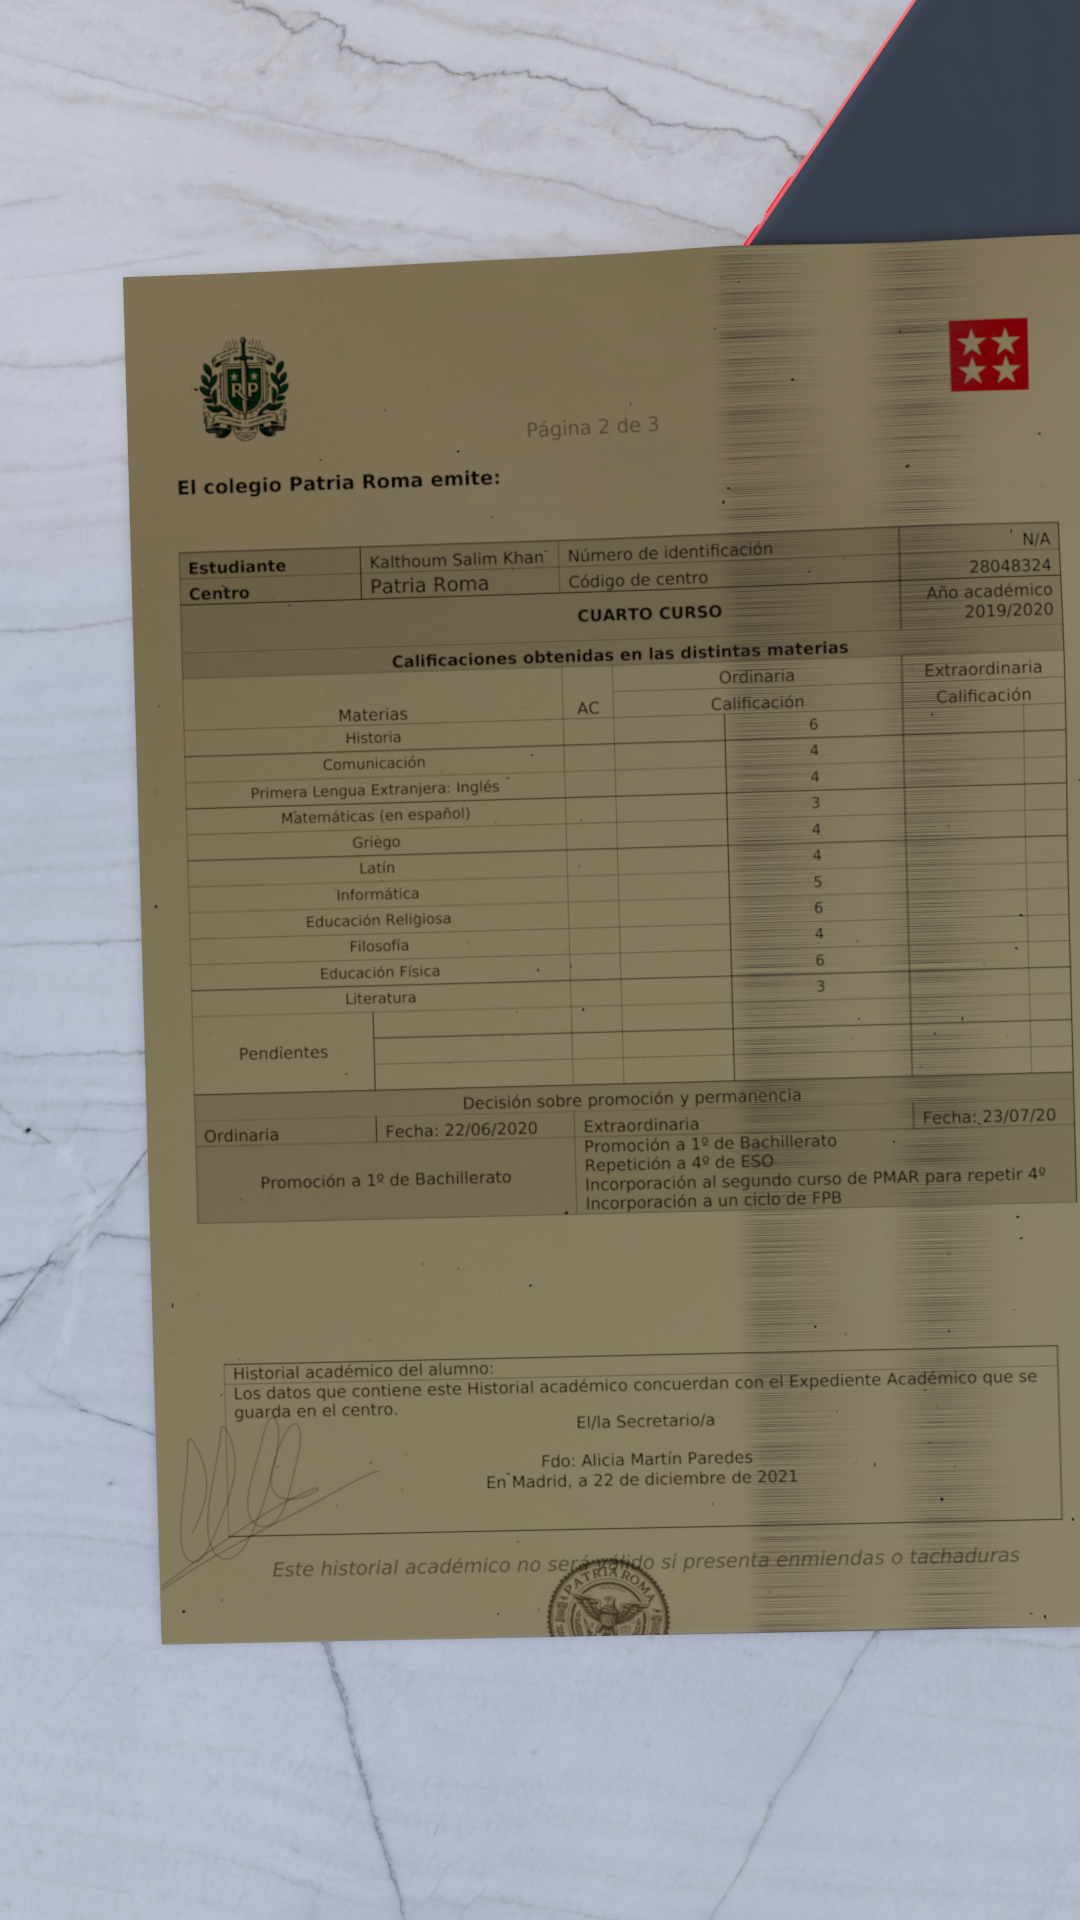 RP
Página 2 de 3
El colegio Patria Roma emite:
Estudiante Kalthoum Salim Khan Número de identificación N/A
Centro Patria Roma Código de centro 28048324
CUARTO CURSO Año académico 2019/2020
Calificaciones obtenidas en las distintas materias
Materias AC Ordinaria Extraordinaria
Calificación Calificación
Historia 6
Comunicación 4
Primera Lengua Extranjera: Inglés 4
Matemáticas (en español) 3
Griego 4
Latín 4
Informática 5
Educación Religiosa 6
Filosofía 4
Educación Física 6
Literatura 3
Pendientes
Decisión sobre promoción y permanencia
Ordinaria Fecha: 22/06/2020 Extraordinaria Fecha: 23/07/20
Promoción a 1º de Bachillerato
Promoción a 1º de Bachillerato
Repetición a 4º de ESO
Incorporación al segundo curso de PMAR para repetir 4º
Incorporación a un ciclo de FPB
Historial académico del alumno:
Los datos que contiene este Historial académico concuerdan con el Expediente Académico que se
guarda en el centro.
El/la Secretario/a
Fdo: Alicia Martín Paredes
En Madrid, a 22 de diciembre de 2021
Este historial académico no será válido si presenta enmiendas o tachaduras
PATRIA ROMA